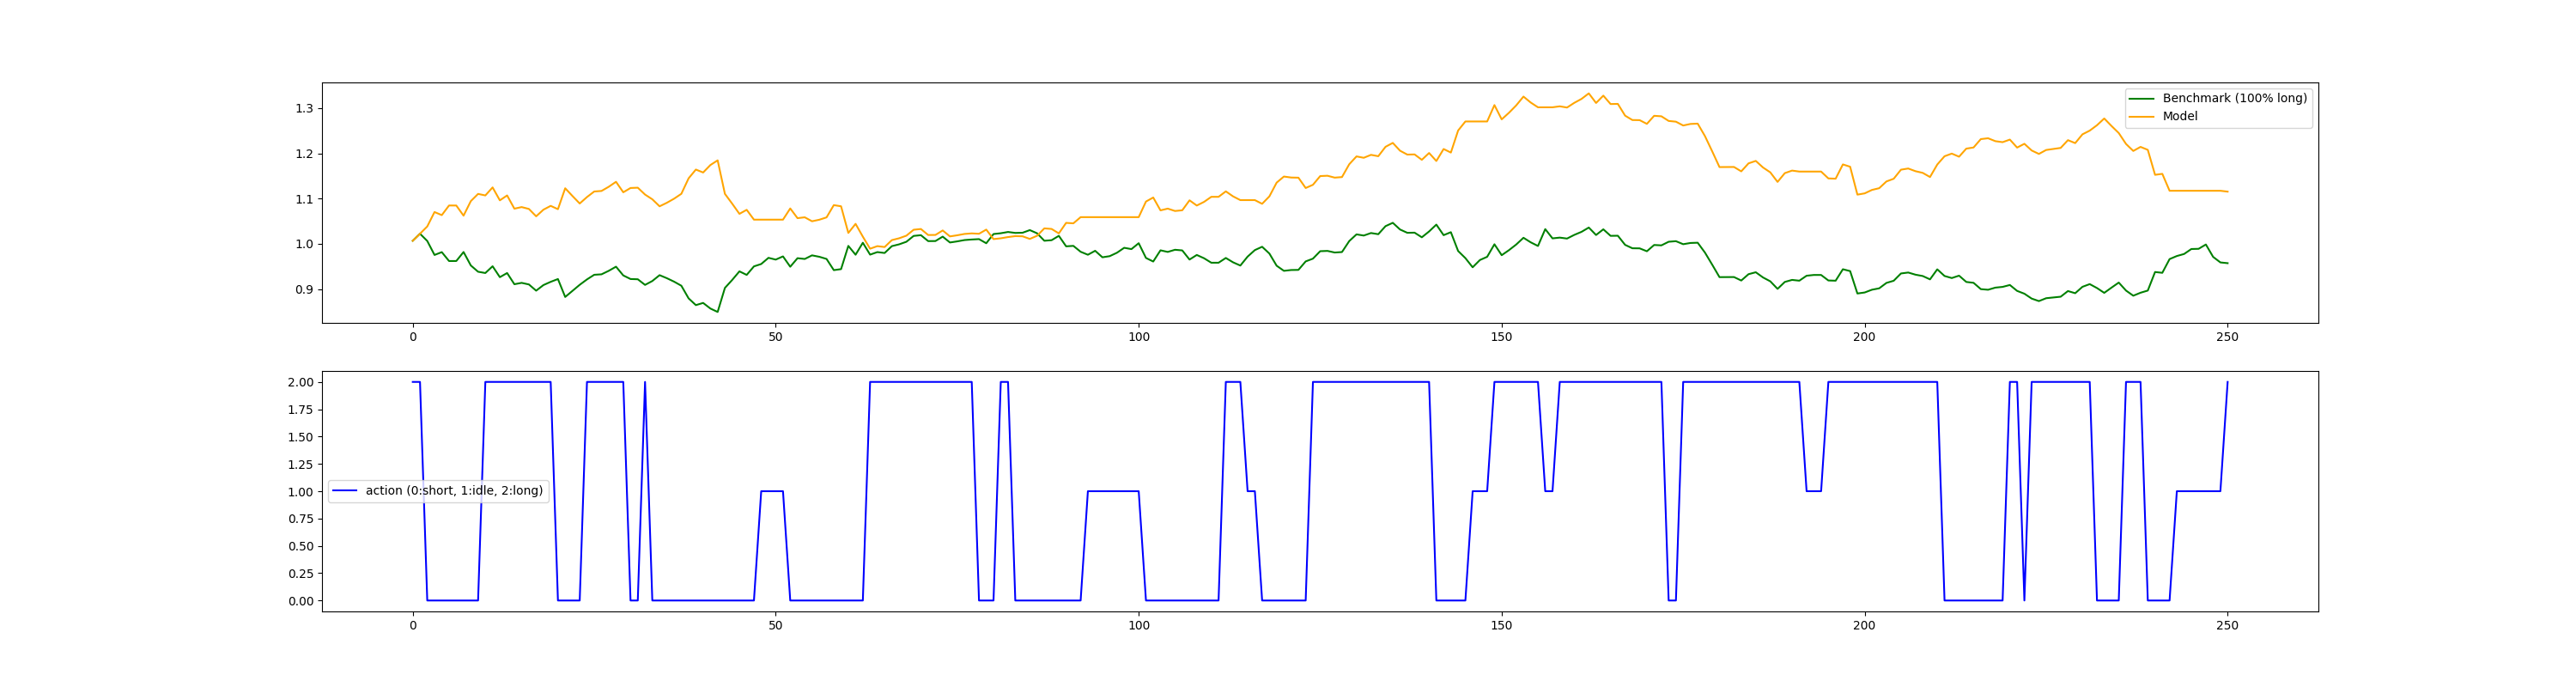 1.3
1.2
1.1
1.0
0.9
Benchmark (100% long)
Model
0 50 100 150 200 250
2.00
1.75
1.50
1.25
1.00
0.75
0.50
0.25
0.00
action (0:short, 1:idle, 2:long)
0 50 100 150 200 250